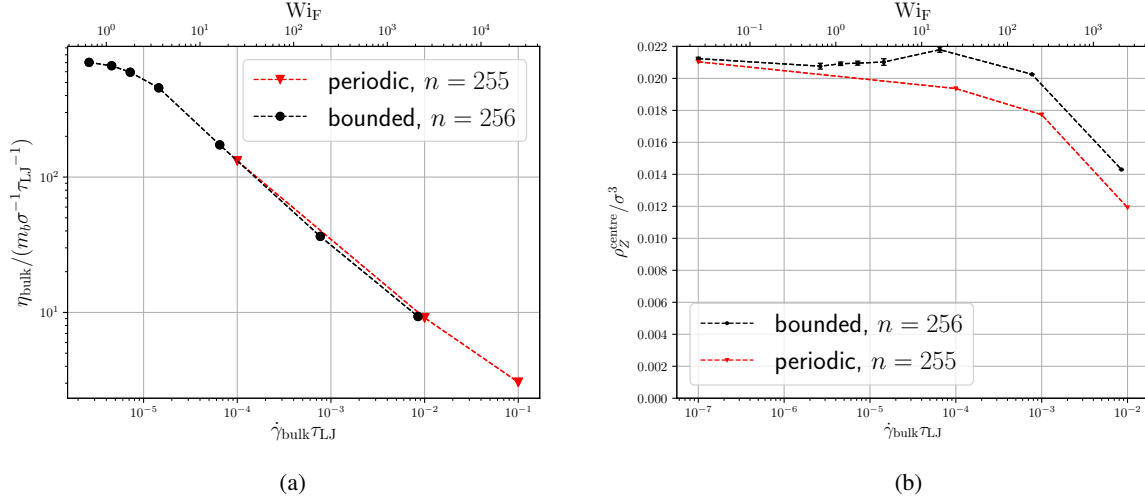 Wi_F
10^0 10^1 10^2 10^3 10^4
η_bulk/(m_b σ^−1 τ_LJ^−1)
10^2
10^1
periodic, n = 255
bounded, n = 256
10^−5 10^−4 10^−3 10^−2 10^−1
γ̇_bulk τ_LJ
(a)
Wi_F
10^−1 10^0 10^1 10^2 10^3
ρ_Z^centre/σ^3
0.022
0.020
0.018
0.016
0.014
0.012
0.010
0.008
0.006
0.004
0.002
0.000
bounded, n = 256
periodic, n = 255
10^−7 10^−6 10^−5 10^−4 10^−3 10^−2
γ̇_bulk τ_LJ
(b)